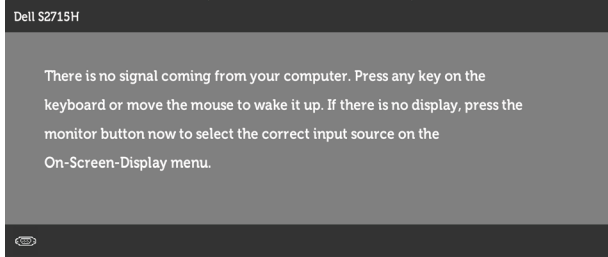 Dell S2715H
There is no signal coming from your computer. Press any key on the
keyboard or move the mouse to wake it up. If there is no display, press the
monitor button now to select the correct input source on the
On-Screen-Display menu.